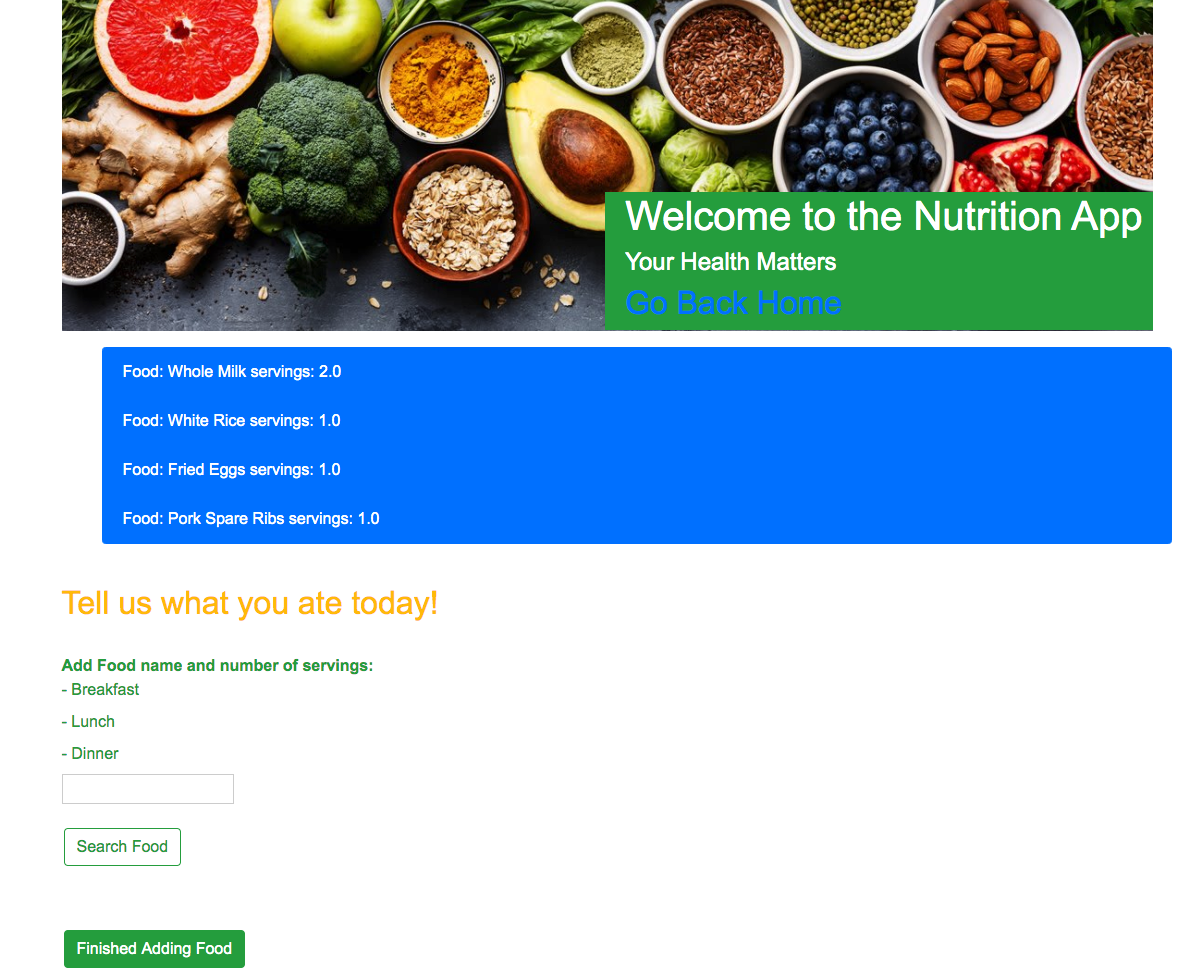 Welcome to the Nutrition App
Your Health Matters
Go Back Home
Food: Whole Milk servings: 2.0
Food: White Rice servings: 1.0
Food: Fried Eggs servings: 1.0
Food: Pork Spare Ribs servings: 1.0
Tell us what you ate today!
Add Food name and number of servings:
- Breakfast
- Lunch
- Dinner
Search Food
Finished Adding Food